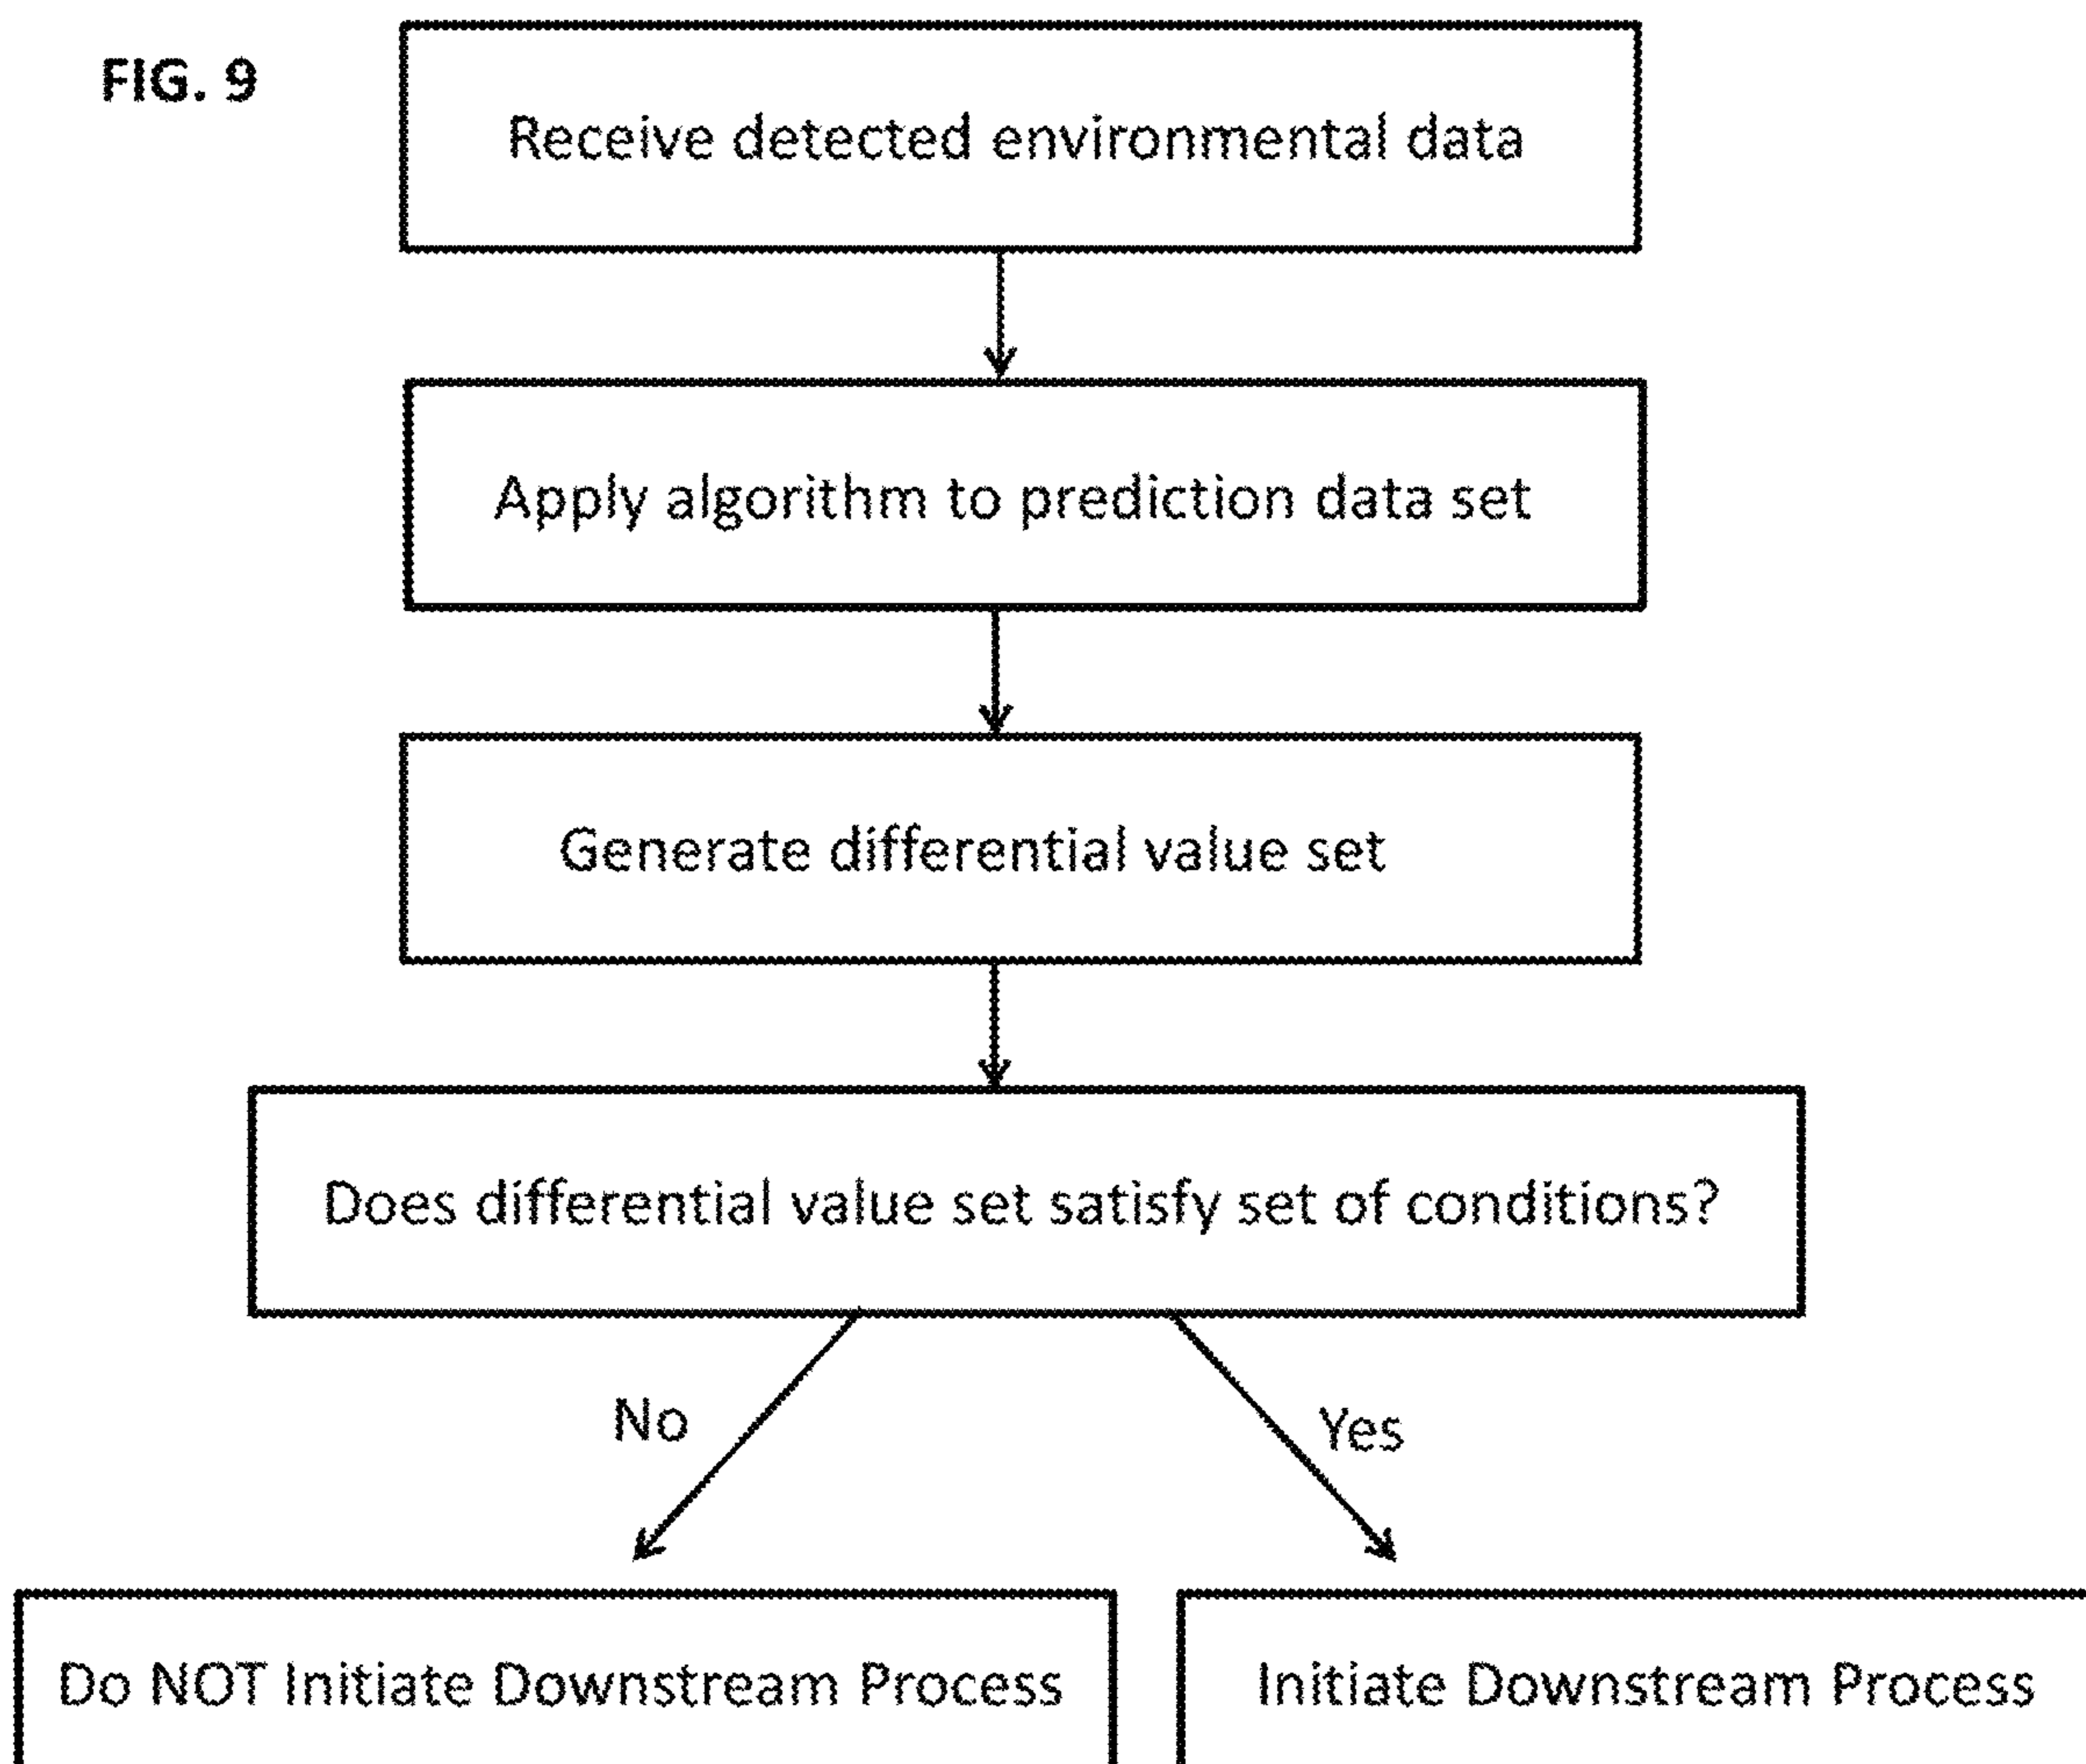 FIG. 9
Receive detected environmental data
Apply algorithm to prediction data set
Generate differential value set
Does differential value set satisfy set of conditions?
No
Yes
Do NOT Initiate Downstream Process
Initiate Downstream Process